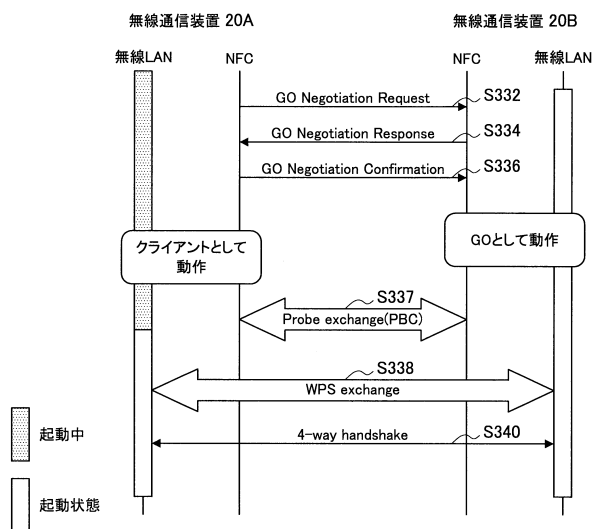 無線通信装置 20A
無線通信装置 20B
無線LAN
NFC
NFC
無線LAN
GO Negotiation Request
S332
GO Negotiation Response
S334
GO Negotiation Confirmation
S336
クライアントとして
動作
GOとして動作
S337
Probe exchange(PBC)
S338
WPS exchange
4-way handshake
S340
起動中
起動状態